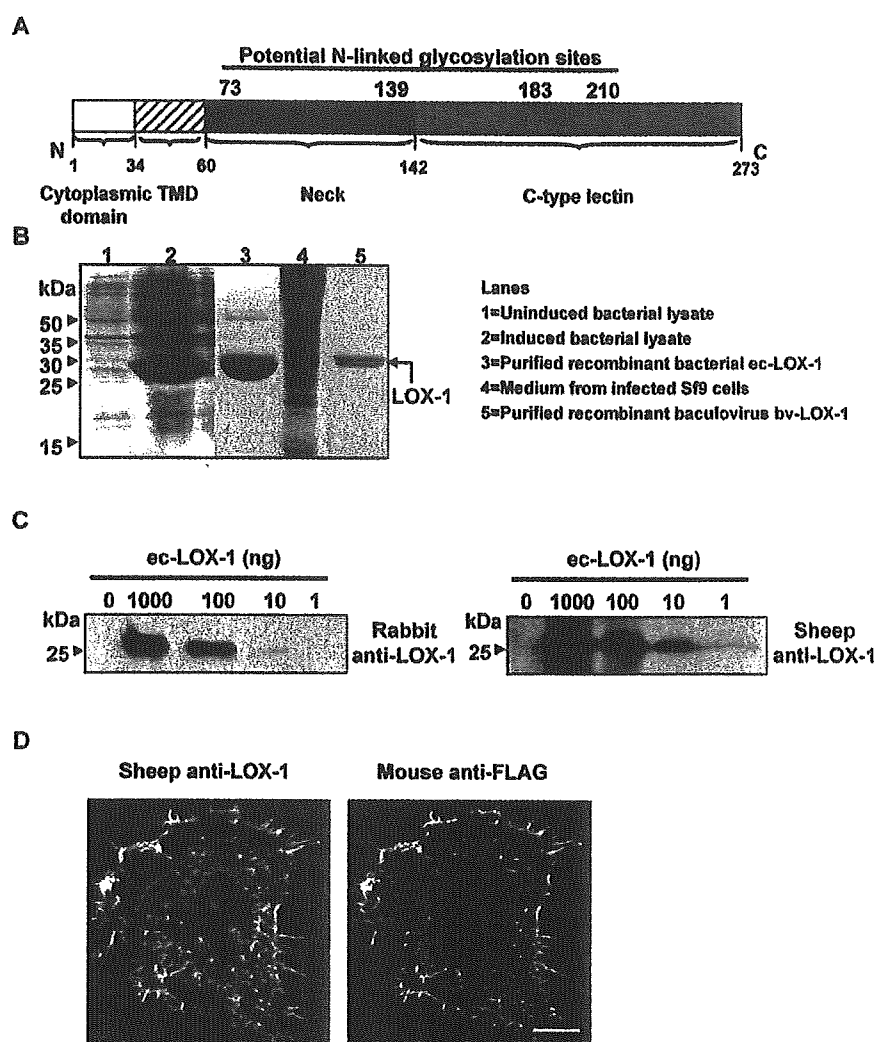 A
Potential N-linked glycosylation sites
73 139 183 210
N C
1 34 60 142 273
Cytoplasmic TMD Neck C-type lectin
domain
B
1 2 3 4 5
kDa
50
35
30
25
15
LOX-1
Lanes
1=Uninduced bacterial lysate
2=Induced bacterial lysate
3=Purified recombinant bacterial ec-LOX-1
4=Medium from infected Sf9 cells
5=Purified recombinant baculovirus bv-LOX-1
C
ec-LOX-1 (ng)
0 1000 100 10 1
kDa
25
Rabbit
anti-LOX-1
ec-LOX-1 (ng)
0 1000 100 10 1
kDa
25
Sheep
anti-LOX-1
D
Sheep anti-LOX-1 Mouse anti-FLAG